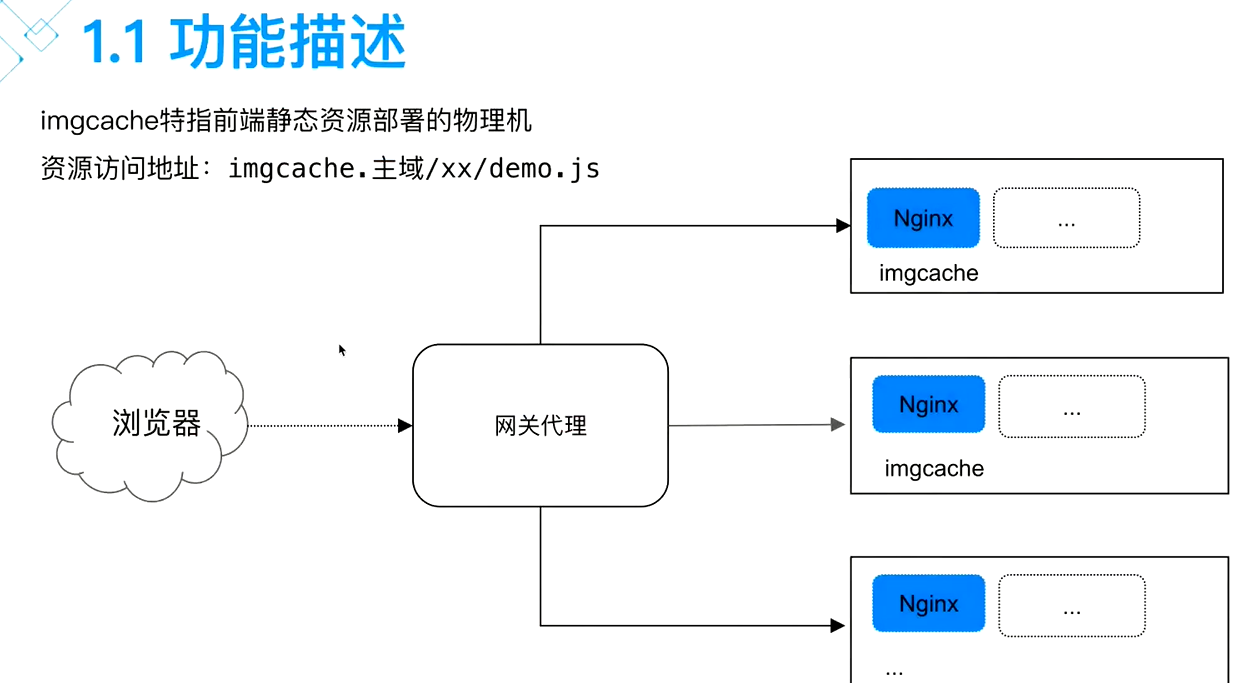 1.1 功能描述
imgcache特指前端静态资源部署的物理机
资源访问地址：imgcache.主域/xx/demo.js
Nginx
...
imgcache
浏览器
网关代理
Nginx
...
imgcache
Nginx
...
...